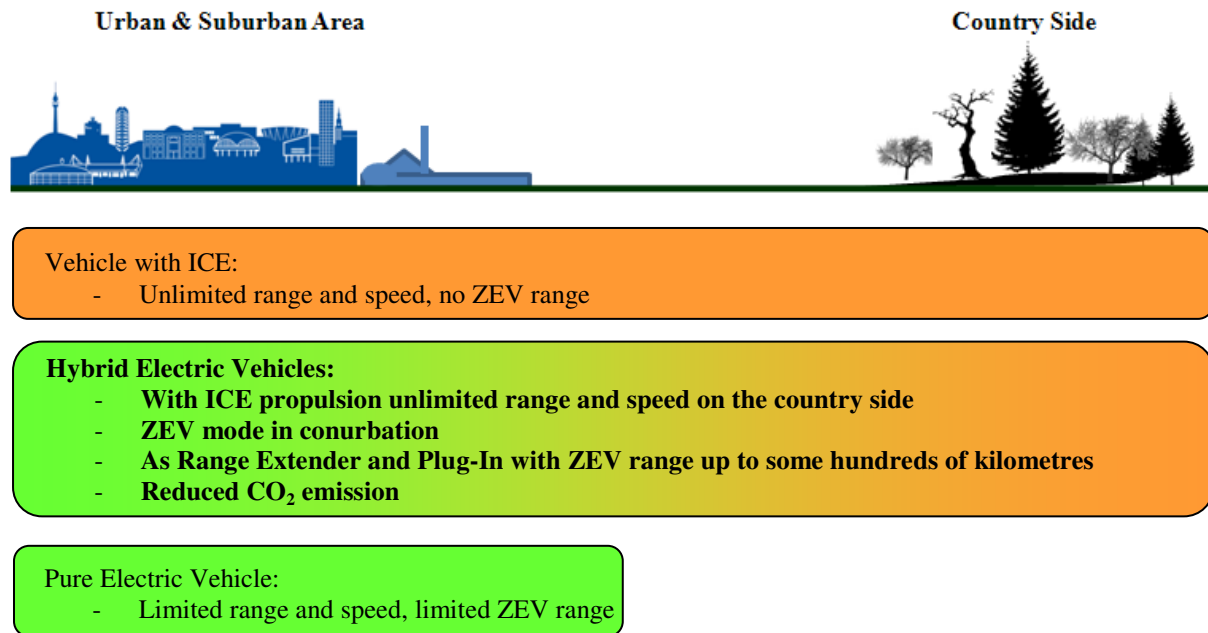 Urban & Suburban Area
Country Side
Vehicle with ICE:
- Unlimited range and speed, no ZEV range
Hybrid Electric Vehicles:
- With ICE propulsion unlimited range and speed on the country side
- ZEV mode in conurbation
- As Range Extender and Plug-In with ZEV range up to some hundreds of kilometres
- Reduced CO₂ emission
Pure Electric Vehicle:
- Limited range and speed, limited ZEV range